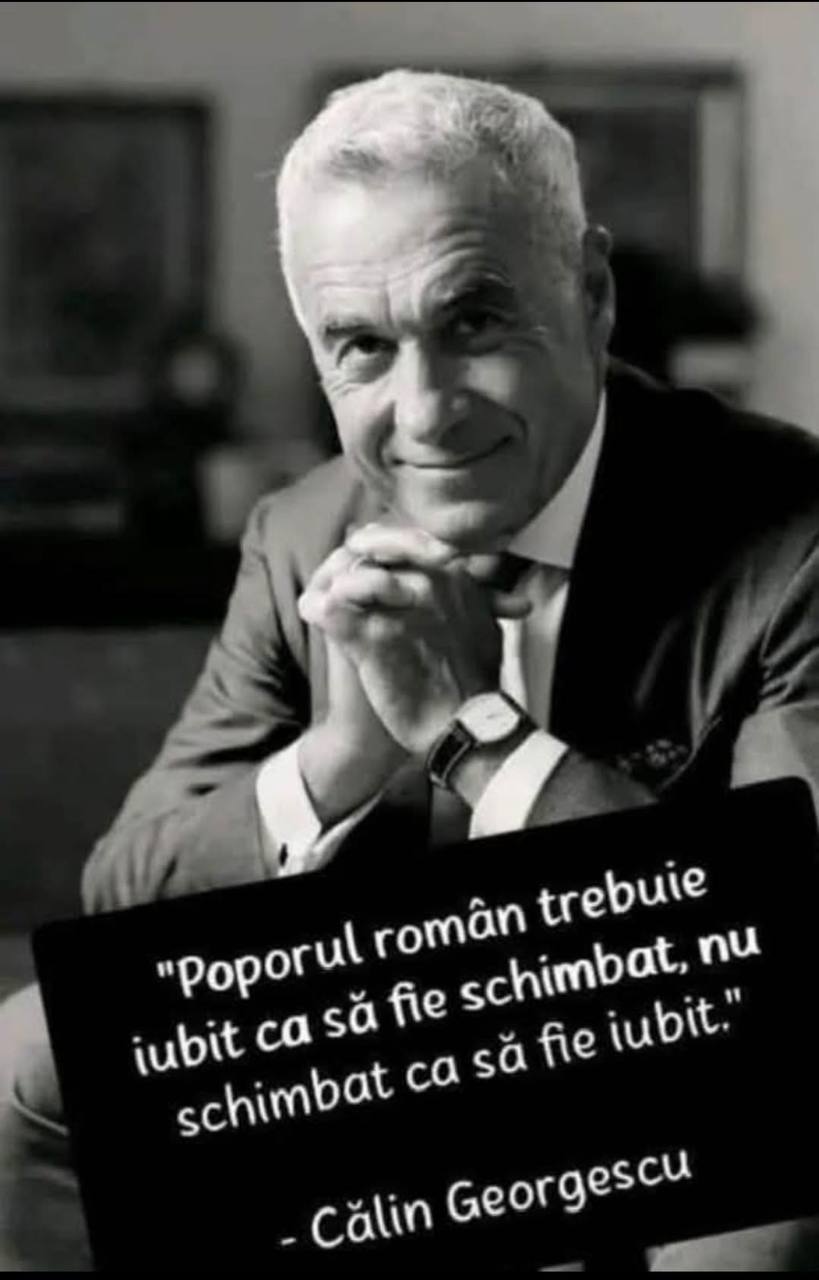 "Poporul român trebuie
iubit ca să fie schimbat, nu
schimbat ca să fie iubit."
- Călin Georgescu